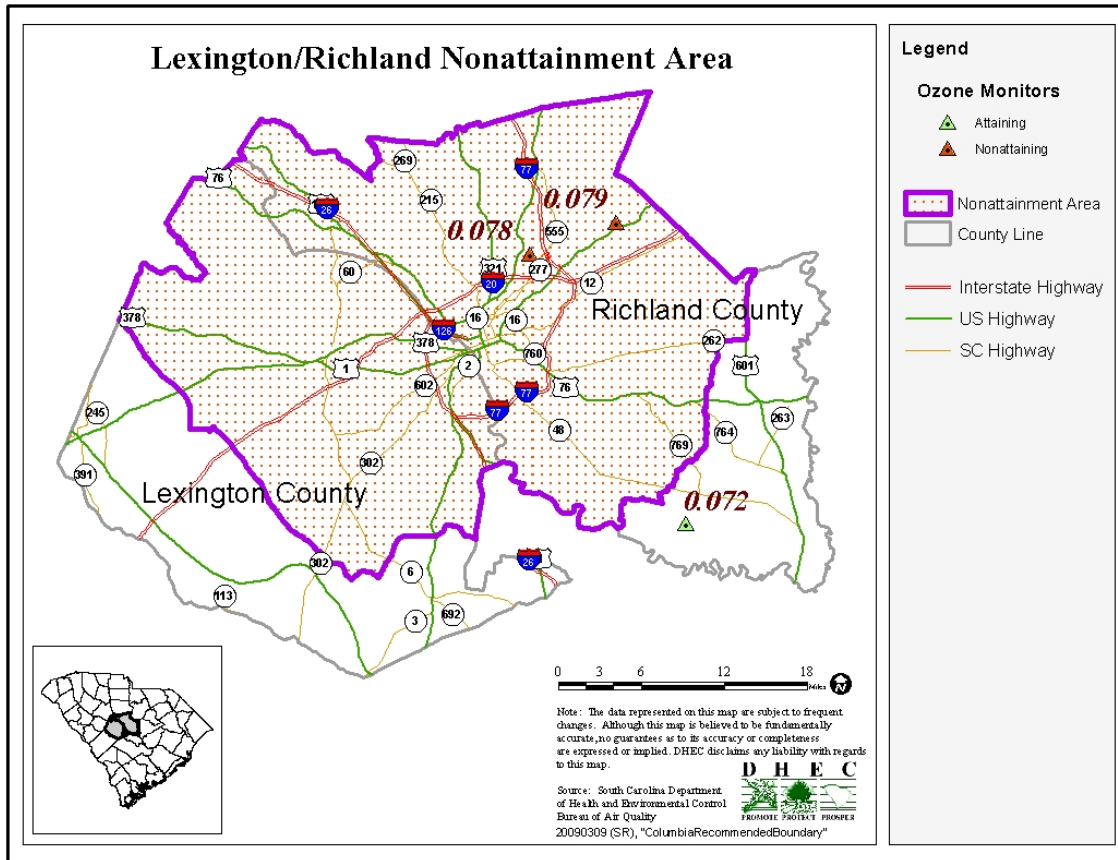 Lexington/Richland Nonattainment Area
76
26
269
215
77
0.079
0.078
555
60
321
277
20
12
Richland County
378
126
16
16
378
1
760
262
2
602
77
76
601
77
245
48
263
764
769
302
391
Lexington County
0.072
302
6
26
113
3
692
0 3 6 12 18
Miles
N
Note: The data represented on this map are subject to frequent
changes. Although this map is believed to be fundamentally
accurate,no guarantees as to its accuracy or completeness
are expressed or implied. DHEC disclaims any liability with regards
to this map.
D H E C
PROMOTE PROTECT PROSPER
Source: South Carolina Department
of Health and Environmental Control
Bureau of Air Quality
20090309 (SR), "ColumbiaRecommendedBoundary"
Legend
Ozone Monitors
Attaining
Nonattaining
Nonattainment Area
County Line
Interstate Highway
US Highway
SC Highway